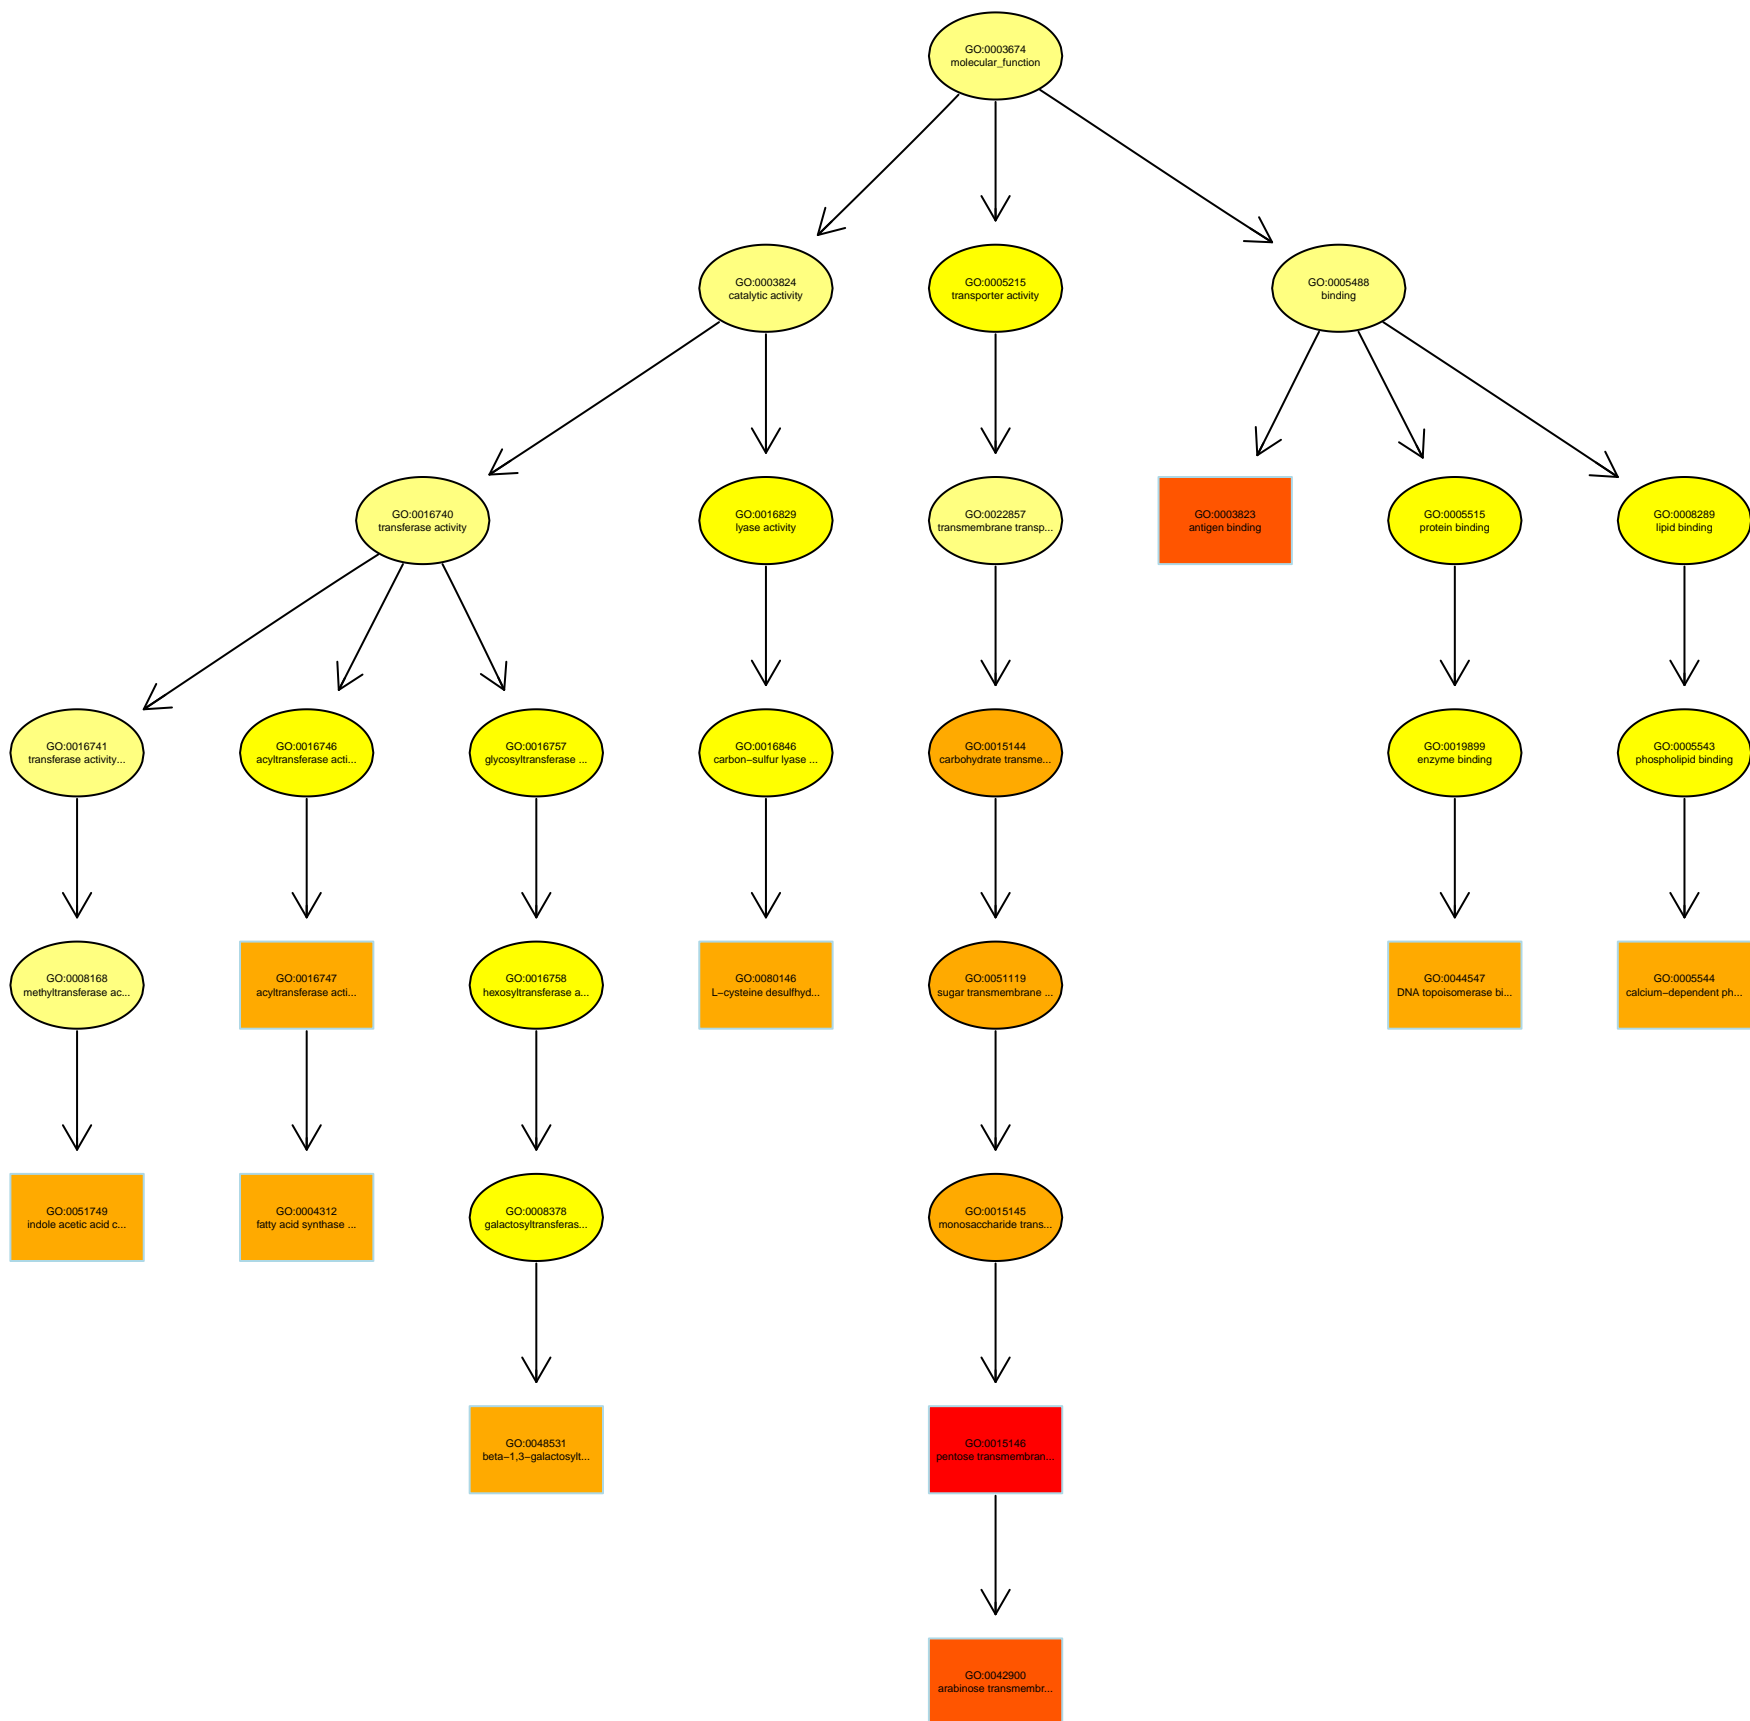 GO:0003674
molecular_function
GO:0003824
catalytic activity
GO:0005215
transporter activity
GO:0005488
binding
GO:0016740
transferase activity
GO:0016829
lyase activity
GO:0022857
transmembrane transp...
GO:0003823
antigen binding
GO:0005515
protein binding
GO:0008289
lipid binding
GO:0016741
transferase activity...
GO:0016746
acyltransferase acti...
GO:0016757
glycosyltransferase ...
GO:0016846
carbon−sulfur lyase ...
GO:0015144
carbohydrate transme...
GO:0019899
enzyme binding
GO:0005543
phospholipid binding
GO:0008168
methyltransferase ac...
GO:0016747
acyltransferase acti...
GO:0016758
hexosyltransferase a...
GO:0080146
L−cysteine desulfhyd...
GO:0051119
sugar transmembrane ...
GO:0044547
DNA topoisomerase bi...
GO:0005544
calcium−dependent ph...
GO:0051749
indole acetic acid c...
GO:0004312
fatty acid synthase ...
GO:0008378
galactosyltransferas...
GO:0015145
monosaccharide trans...
GO:0048531
beta−1,3−galactosylt...
GO:0015146
pentose transmembran...
GO:0042900
arabinose transmembr...